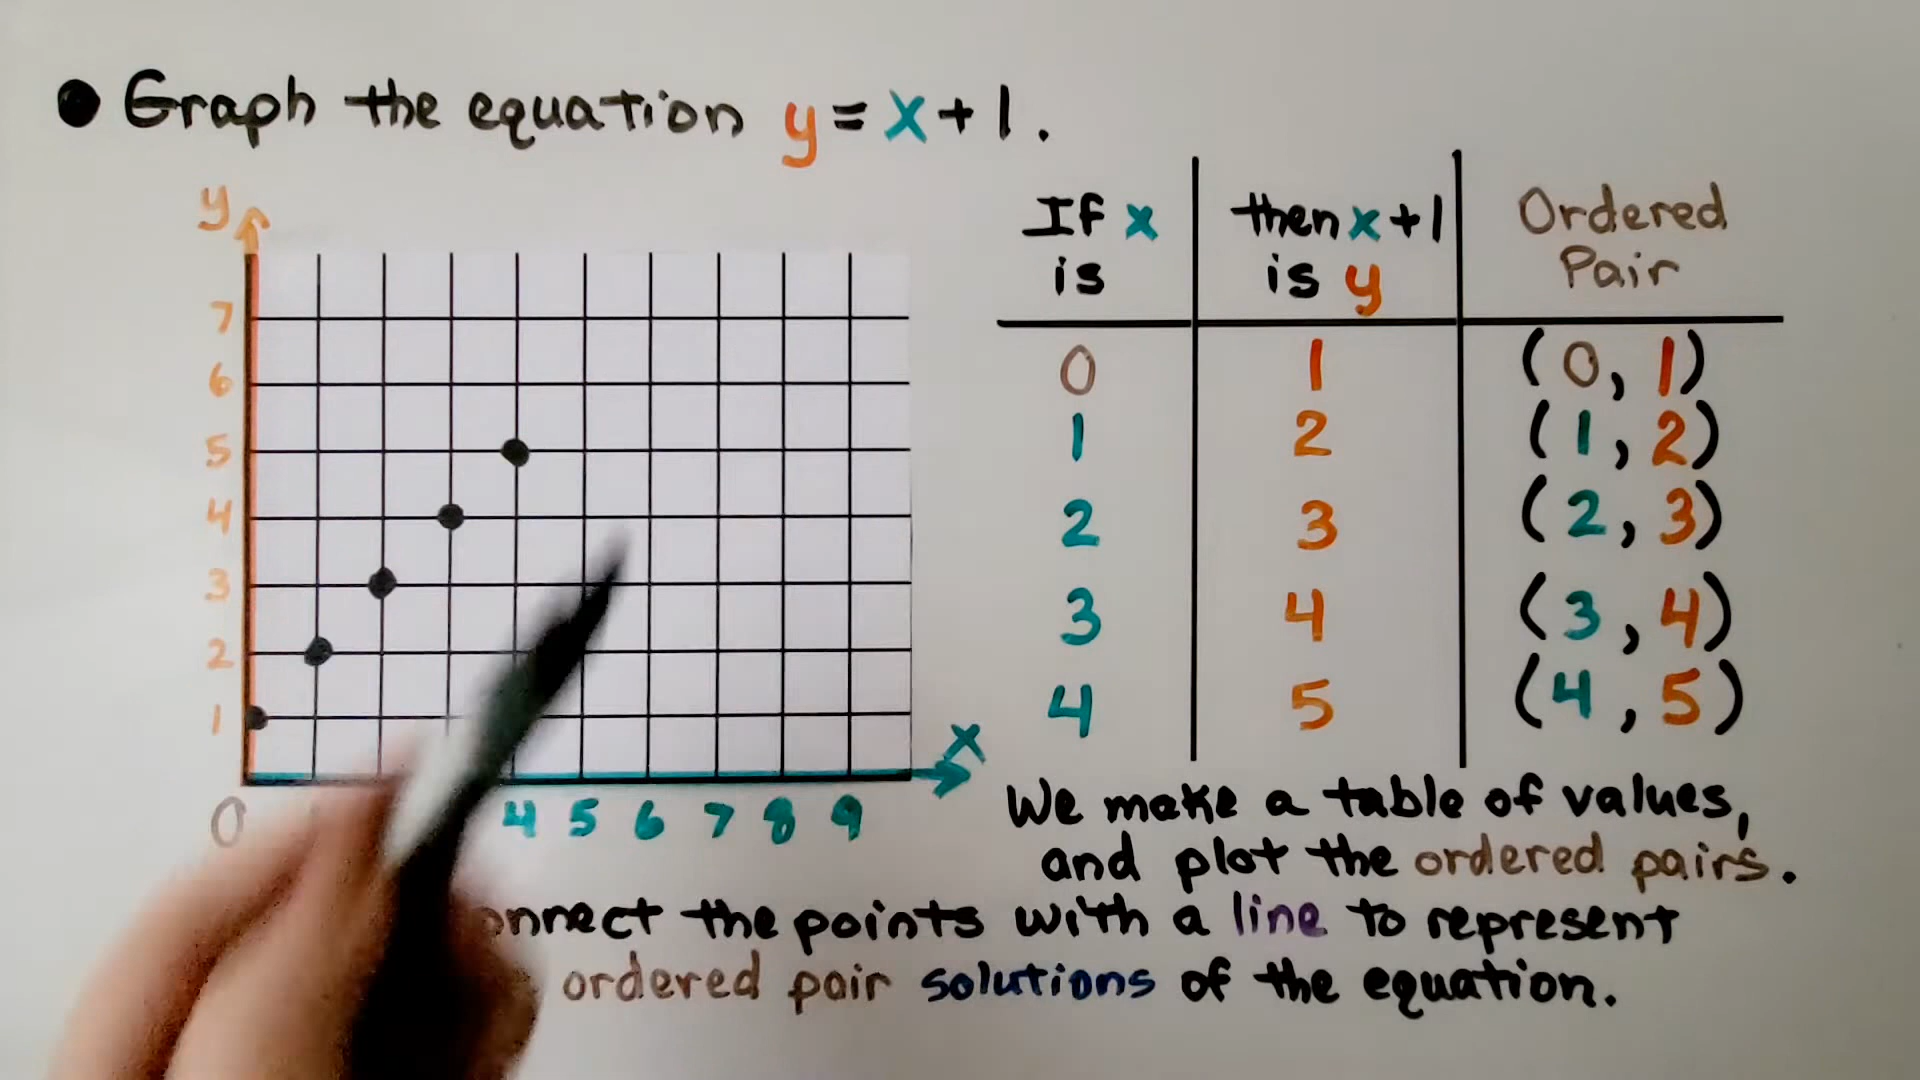 Graph the equation y = x + 1.
y
7
6
5
4
3
2
1
0
4 5 6 7 8 9
x
If x is | then x + 1 is y | Ordered Pair
0 | 1 | (0, 1)
1 | 2 | (1, 2)
2 | 3 | (2, 3)
3 | 4 | (3, 4)
4 | 5 | (4, 5)
We make a table of values,
and plot the ordered pairs.
the points with a line to represent
ordered pair solutions of the equation.